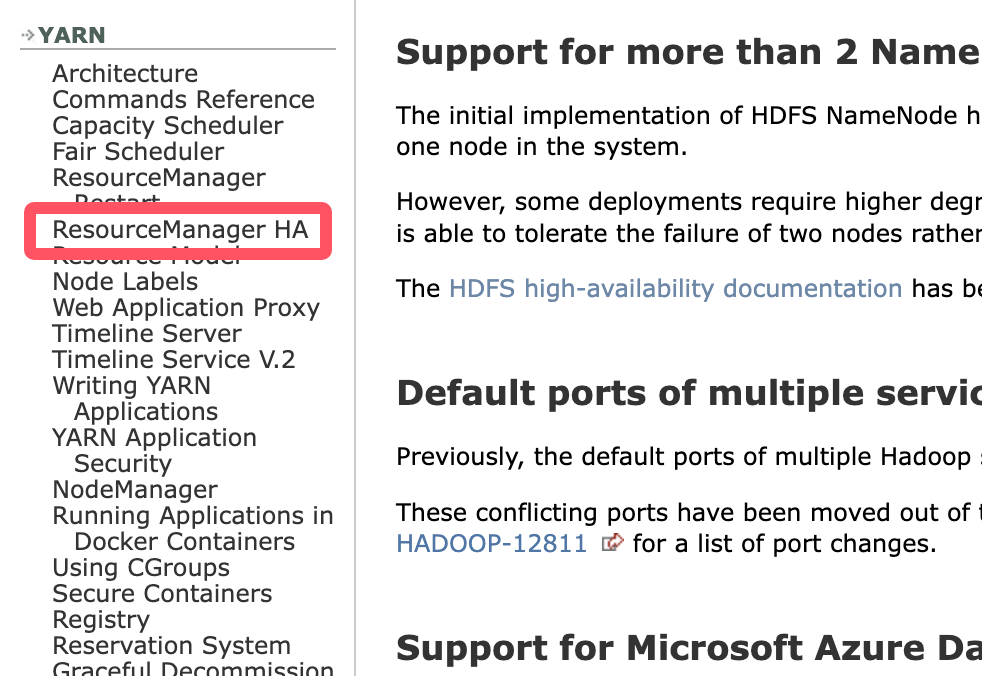 YARN
Architecture
Commands Reference
Capacity Scheduler
Fair Scheduler
ResourceManager
Restart
ResourceManager HA
Resource Model
Node Labels
Web Application Proxy
Timeline Server
Timeline Service V.2
Writing YARN
Applications
YARN Application
Security
NodeManager
Running Applications in
Docker Containers
Using CGroups
Secure Containers
Registry
Reservation System
Graceful Decommission
Support for more than 2 Name
The initial implementation of HDFS NameNode h
one node in the system.
However, some deployments require higher degr
is able to tolerate the failure of two nodes rather
The HDFS high-availability documentation has be
Default ports of multiple servic
Previously, the default ports of multiple Hadoop s
These conflicting ports have been moved out of t
HADOOP-12811 for a list of port changes.
Support for Microsoft Azure Da